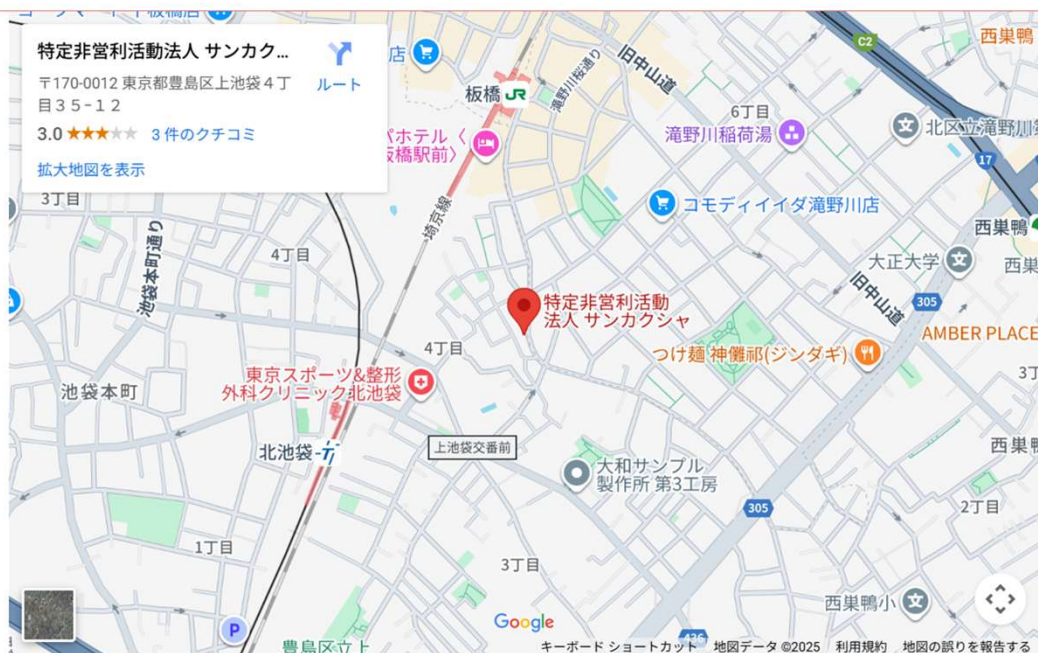 特定非営利活動法人 サンカク...
〒170-0012 東京都豊島区上池袋４丁
目３５−１２
3.0
3 件のクチコミ
拡大地図を表示
ルート
店
板橋
JR
滝野川桜通り
旧中山道
C2
西巣鴨
6丁目
滝野川稲荷湯
北区立滝野川
17
パホテル〈
板橋駅前〉
3丁目
池袋本町通り
4丁目
埼京線
コモディイイダ滝野川店
西巣鴨
大正大学
西巣
旧中山道
305
特定非営利活動
法人 サンカクシャ
AMBER PLACE
つけ麺 神儺祁(ジンダギ)
4丁目
東京スポーツ&整形
外科クリニック北池袋
池袋本町
3丁
上池袋交番前
西巣
北池袋
大和サンプル
製作所 第3工房
305
2丁目
1丁目
3丁目
西巣鴨小
P
Google
豊島区立上
436
キーボード ショートカット
地図データ ©2025
利用規約
地図の誤りを報告する